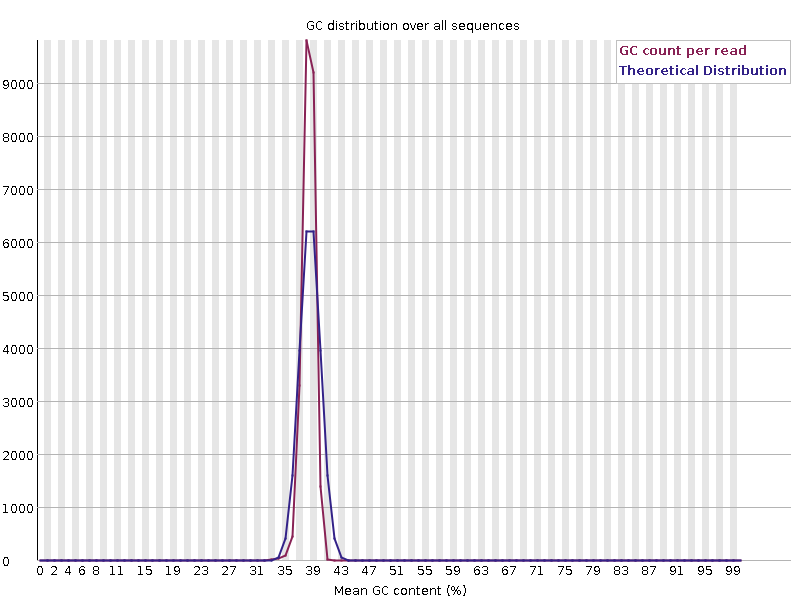 GC distribution over all sequences
GC count per read
Theoretical Distribution
9000
8000
7000
6000
5000
4000
3000
2000
1000
0
0 2 4 6 8 11 15 19 23 27 31 35 39 43 47 51 55 59 63 67 71 75 79 83 87 91 95 99
Mean GC content (%)